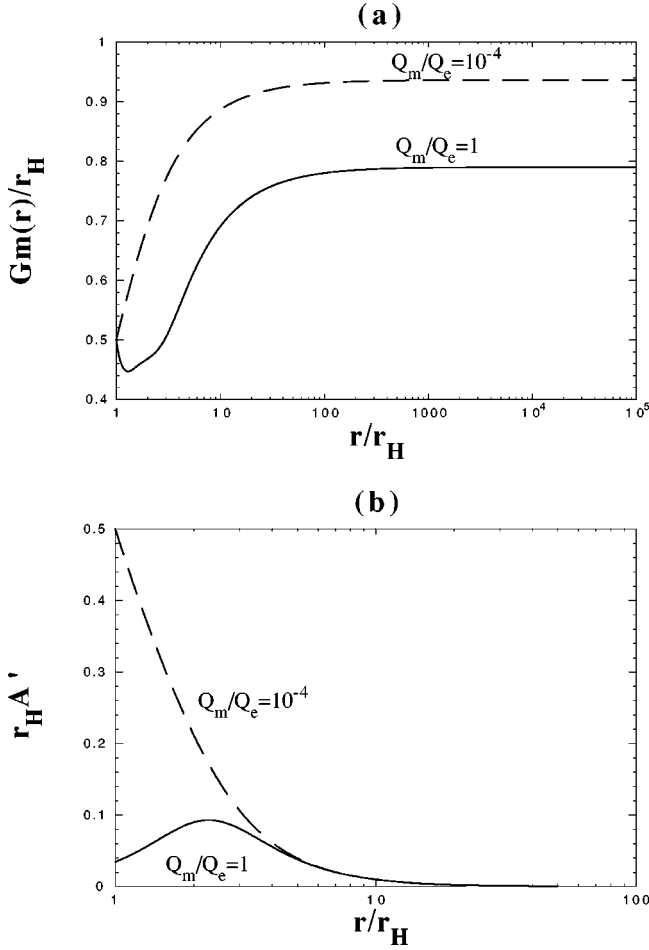 (a)
Gm(r)/r_H
1
0.9
0.8
0.7
0.6
0.5
0.4
Q_m/Q_e=10^-4
Q_m/Q_e=1
1 10 100 1000 10^4 10^5
r/r_H
(b)
r_H A'
0.5
0.4
0.3
0.2
0.1
0
Q_m/Q_e=10^-4
Q_m/Q_e=1
1 10 100
r/r_H